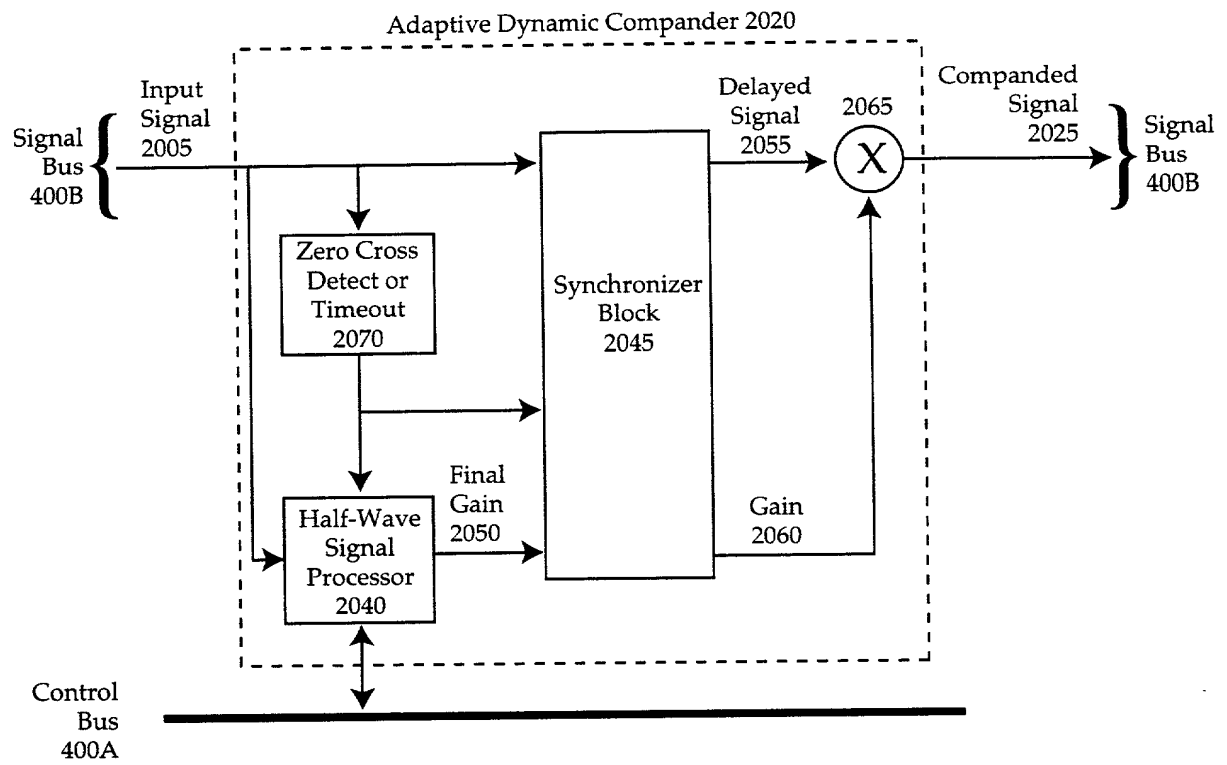 Adaptive Dynamic Compander 2020
Input
Signal
2005
Signal
Bus
400B
Delayed
Signal
2055
2065
X
Companded
Signal
2025
Signal
Bus
400B
Zero Cross
Detect or
Timeout
2070
Synchronizer
Block
2045
Final
Gain
2050
Half-Wave
Signal
Processor
2040
Gain
2060
Control
Bus
400A